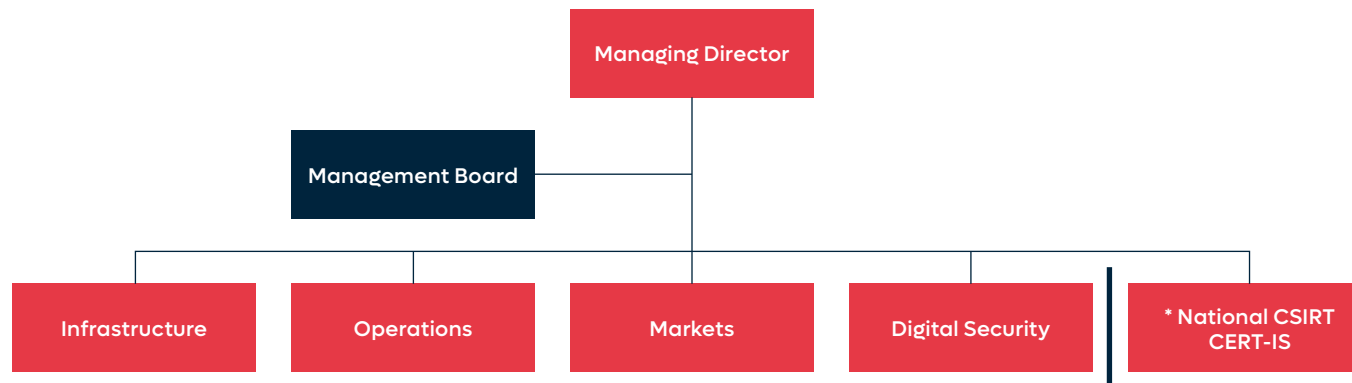 Managing Director
Management Board
Infrastructure
Operations
Markets
Digital Security
* National CSIRT
CERT-IS